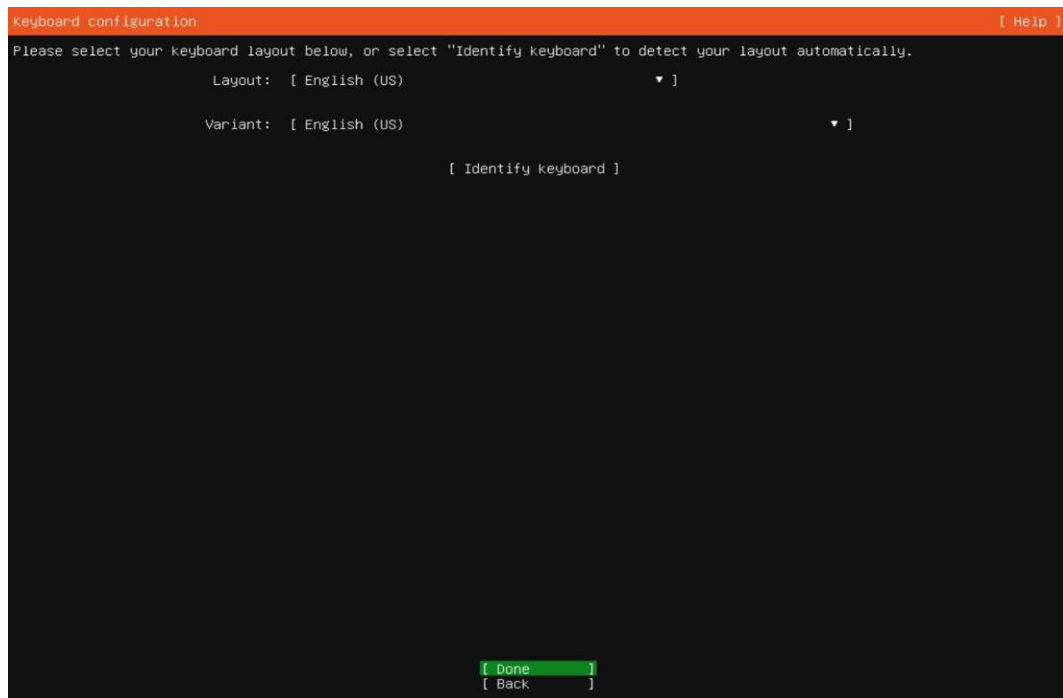 Keyboard configuration [ Help ]
Please select your keyboard layout below, or select "Identify keyboard" to detect your layout automatically.
Layout: [ English (US) ▾ ]
Variant: [ English (US) ▾ ]
[ Identify keyboard ]
[ Done ]
[ Back ]